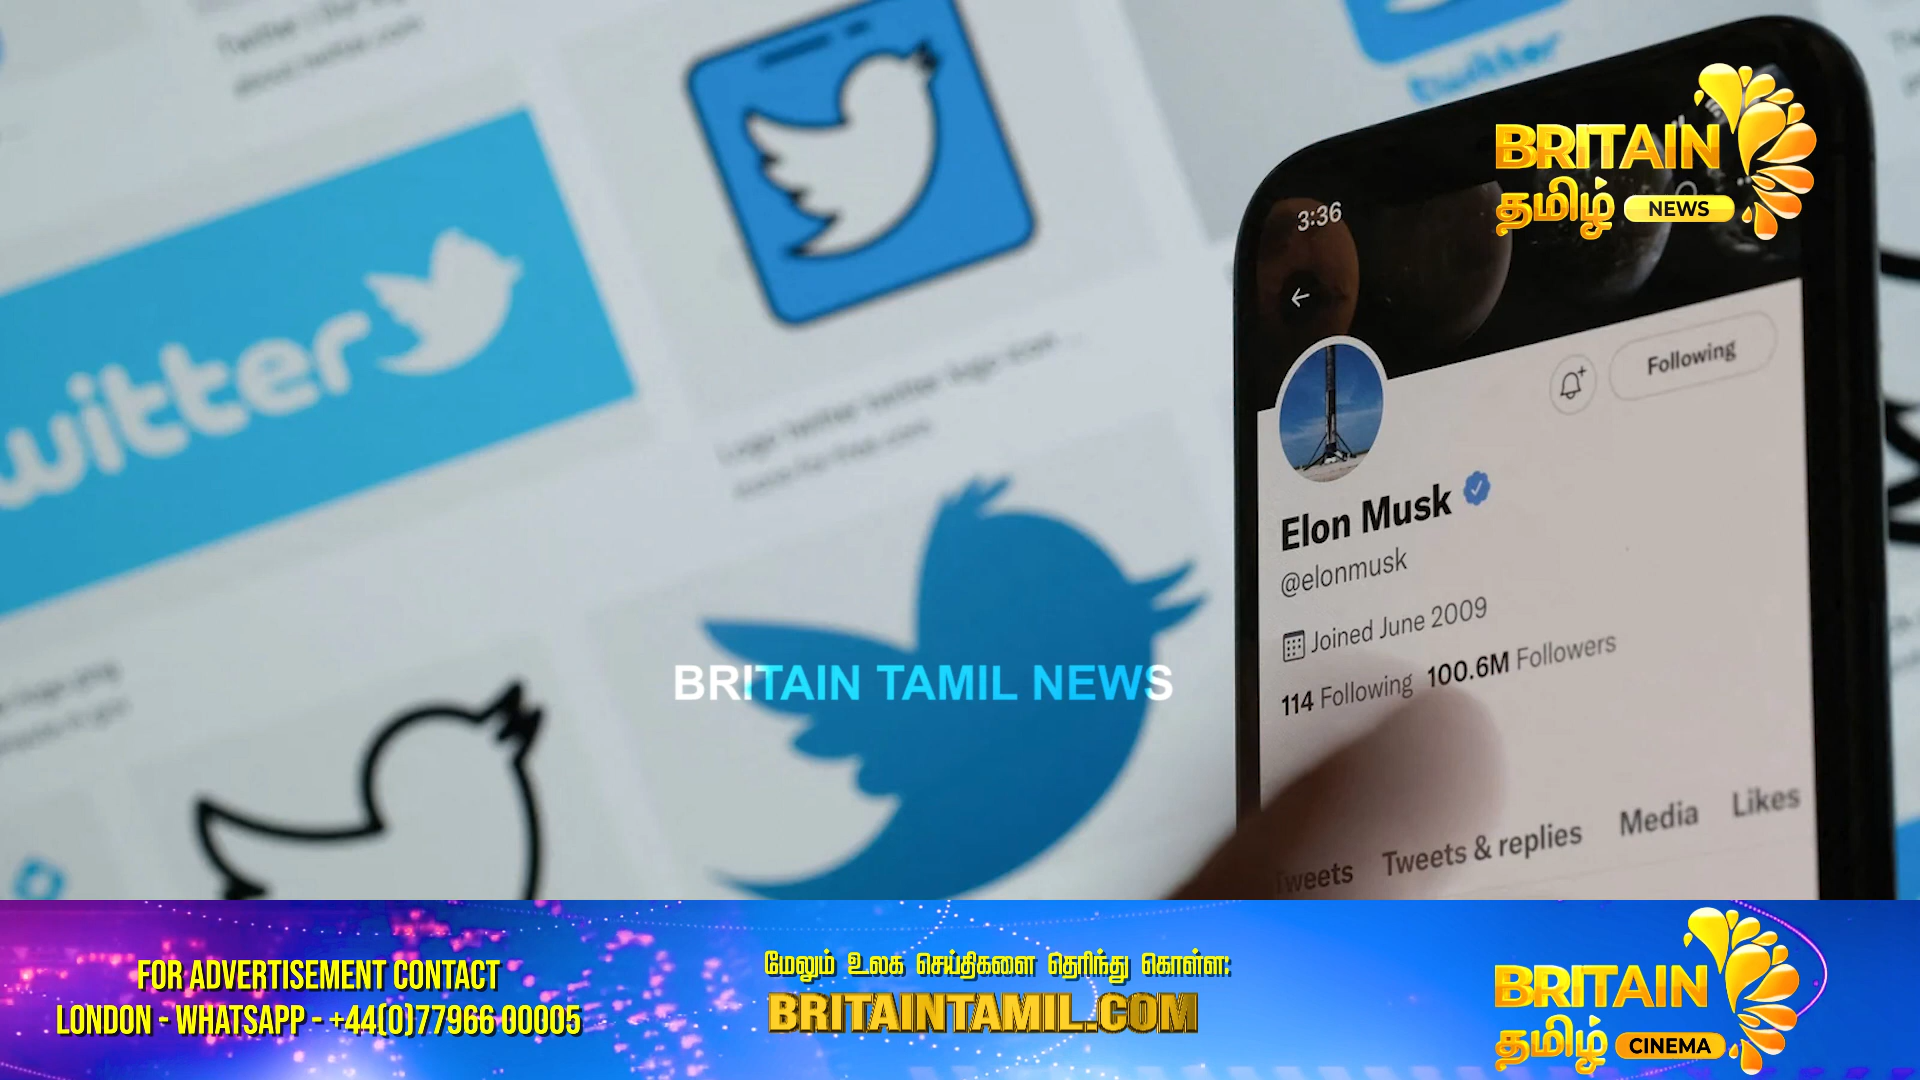 twitter
twitter
BRITAIN
தமிழ் NEWS
3:36
Following
Elon Musk
@elonmusk
Joined June 2009
114 Following 100.6M Followers
Tweets Tweets & replies Media Likes
BRITAIN TAMIL NEWS
FOR ADVERTISEMENT CONTACT
LONDON - WHATSAPP - +44(0)77966 00005
மேலும் உலக செய்திகளை தெரிந்து கொள்ள:
BRITAINTAMIL.COM
BRITAIN
தமிழ் CINEMA